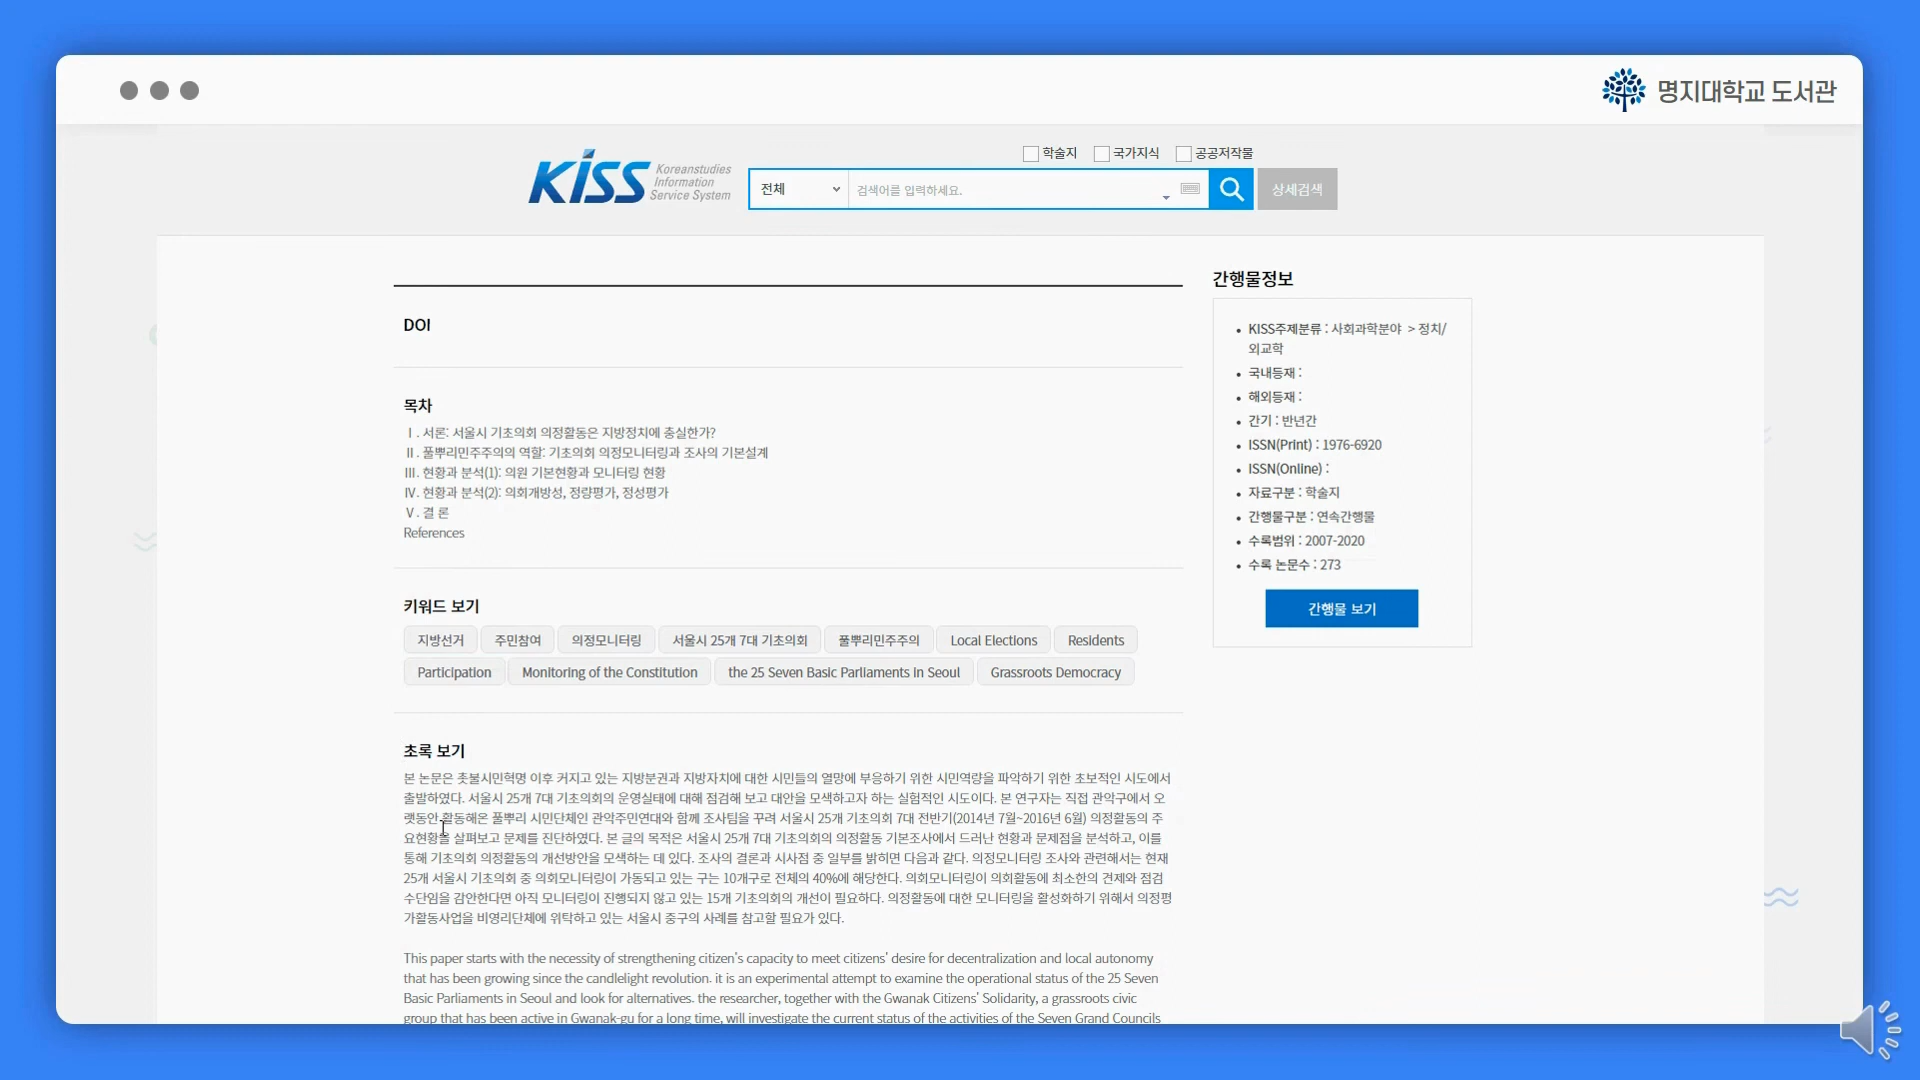 명지대학교 도서관
학술지 국가지식 공공저작물
KISS Koreanstudies
Information
Service System
전체 검색어를 입력하세요. 상세검색
DOI
목차
Ⅰ. 서론: 서울시 기초의회 의정활동은 지방정치에 충실한가?
Ⅱ. 풀뿌리민주주의의 역할: 기초의회 의정모니터링과 조사의 기본설계
Ⅲ. 현황과 분석(1): 의원 기본현황과 모니터링 현황
Ⅳ. 현황과 분석(2): 의회개방성, 정량평가, 정성평가
Ⅴ. 결 론
References
키워드 보기
지방선거 주민참여 의정모니터링 서울시 25개 7대 기초의회 풀뿌리민주주의 Local Elections Residents
Participation Monitoring of the Constitution the 25 Seven Basic Parliaments in Seoul Grassroots Democracy
초록 보기
본 논문은 촛불시민혁명 이후 커지고 있는 지방분권과 지방자치에 대한 시민들의 열망에 부응하기 위한 시민역량을 파악하기 위한 초보적인 시도에서
출발하였다. 서울시 25개 7대 기초의회의 운영실태에 대해 점검해 보고 대안을 모색하고자 하는 실험적인 시도이다. 본 연구자는 직접 관악구에서 오
랫동안 활동해온 풀뿌리 시민단체인 관악주민연대와 함께 조사팀을 꾸려 서울시 25개 기초의회 7대 전반기(2014년 7월~2016년 6월) 의정활동의 주
요현황을 살펴보고 문제를 진단하였다. 본 글의 목적은 서울시 25개 7대 기초의회의 의정활동 기본조사에서 드러난 현황과 문제점을 분석하고, 이를
통해 기초의회 의정활동의 개선방안을 모색하는 데 있다. 조사의 결론과 시사점 중 일부를 밝히면 다음과 같다. 의정모니터링 조사와 관련해서는 현재
25개 서울시 기초의회 중 의회모니터링이 가동되고 있는 구는 10개구로 전체의 40%에 해당한다. 의회모니터링이 의회활동에 최소한의 견제와 점검
수단임을 감안한다면 아직 모니터링이 진행되지 않고 있는 15개 기초의회의 개선이 필요하다. 의정활동에 대한 모니터링을 활성화하기 위해서 의정평
가활동사업을 비영리단체에 위탁하고 있는 서울시 중구의 사례를 참고할 필요가 있다.
This paper starts with the necessity of strengthening citizen's capacity to meet citizens' desire for decentralization and local autonomy
that has been growing since the candlelight revolution. it is an experimental attempt to examine the operational status of the 25 Seven
Basic Parliaments in Seoul and look for alternatives. the researcher, together with the Gwanak Citizens' Solidarity, a grassroots civic
group that has been active in Gwanak-gu for a long time, will investigate the current status of the activities of the Seven Grand Councils
간행물정보
KISS주제분류 : 사회과학분야 > 정치/
외교학
국내등재 :
해외등재 :
간기 : 반년간
ISSN(Print) : 1976-6920
ISSN(Online) :
자료구분 : 학술지
간행물구분 : 연속간행물
수록범위 : 2007-2020
수록 논문수 : 273
간행물 보기